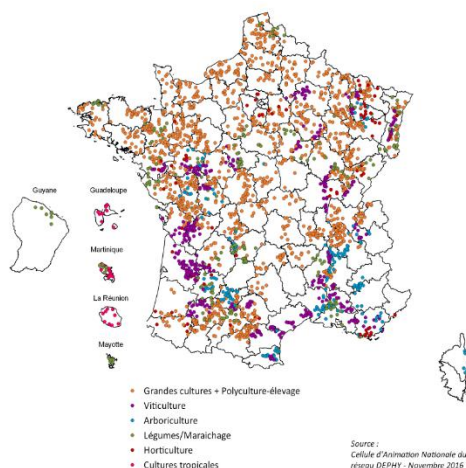 Guyane
Guadeloupe
Martinique
La Réunion
Mayotte
Grandes cultures + Polyculture-élevage
Viticulture
Arboriculture
Légumes/Maraichage
Horticulture
Cultures tropicales
Source :
Cellule d'Animation Nationale du
réseau DEPHY - Novembre 2016